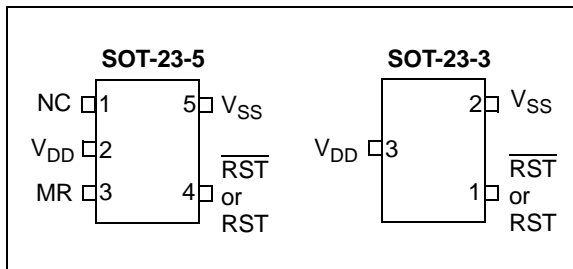 SOT-23-5
NC 1 5 VSS
VDD 2
MR 3 4 RST
or
RST
SOT-23-3
2 VSS
VDD 3
1 RST
or
RST